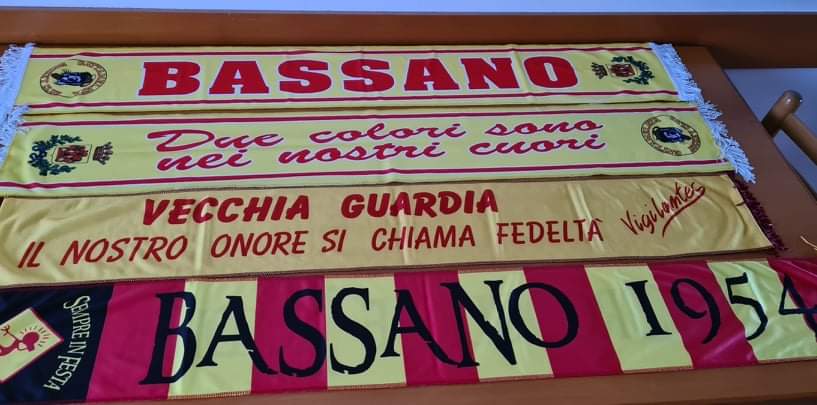 BASSANO
Due colori sono
nei nostri cuori
VECCHIA GUARDIA
IL NOSTRO ONORE SI CHIAMA FEDELTÀ
Vigilantes
SEMPRE IN FESTA
BASSANO 1954